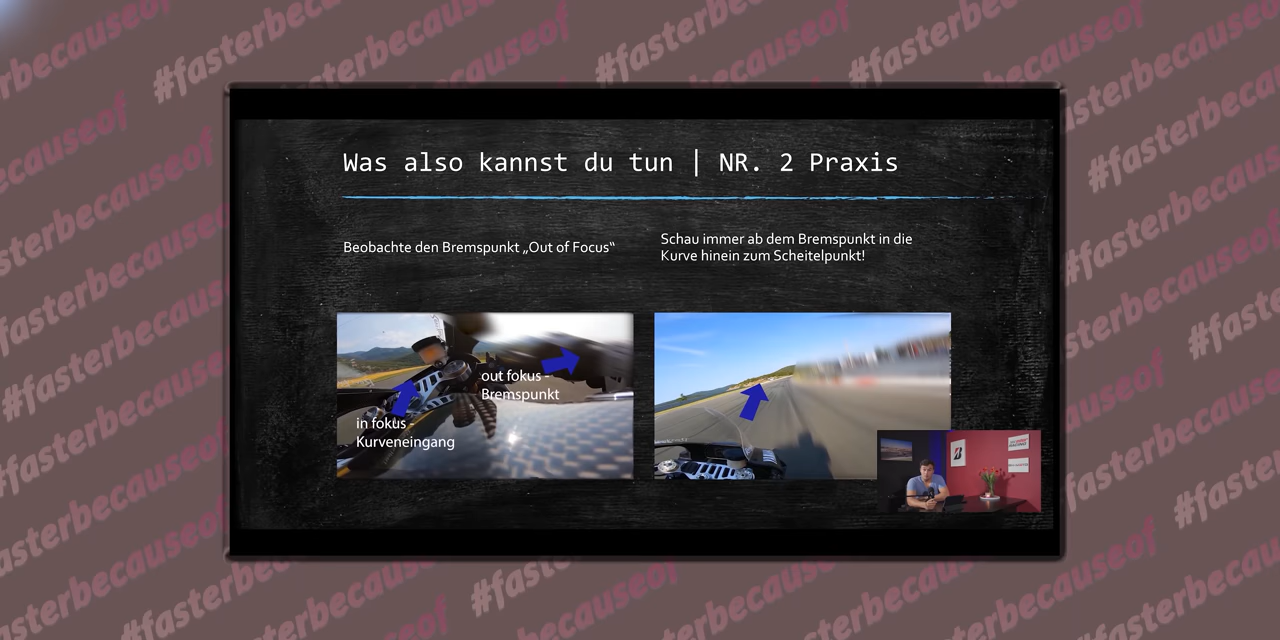 #fasterbecauseof
Was also kannst du tun | NR. 2 Praxis
Beobachte den Bremspunkt „Out of Focus“
Schau immer ab dem Bremspunkt in die
Kurve hinein zum Scheitelpunkt!
out fokus -
Bremspunkt
in fokus -
Kurveneingang